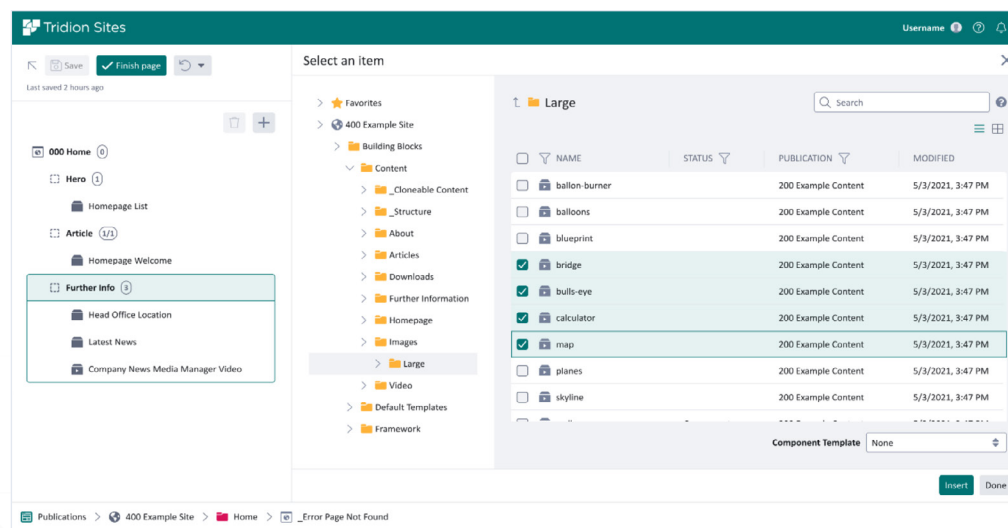 Tridion Sites
Username
Save
Finish page
Last saved 2 hours ago
000 Home 0
Hero 1
Homepage List
Article 1/1
Homepage Welcome
Further Info 3
Head Office Location
Latest News
Company News Media Manager Video
Select an item
Favorites
400 Example Site
Building Blocks
Content
_Cloneable Content
_Structure
About
Articles
Downloads
Further Information
Homepage
Images
Large
Video
Default Templates
Framework
Large
Search
NAME STATUS PUBLICATION MODIFIED
ballon-burner 200 Example Content 5/3/2021, 3:47 PM
balloons 200 Example Content 5/3/2021, 3:47 PM
blueprint 200 Example Content 5/3/2021, 3:47 PM
bridge 200 Example Content 5/3/2021, 3:47 PM
bulls-eye 200 Example Content 5/3/2021, 3:47 PM
calculator 200 Example Content 5/3/2021, 3:47 PM
map 200 Example Content 5/3/2021, 3:47 PM
planes 200 Example Content 5/3/2021, 3:47 PM
skyline 200 Example Content 5/3/2021, 3:47 PM
Component Template None
Insert Done
Publications > 400 Example Site > Home > _Error Page Not Found